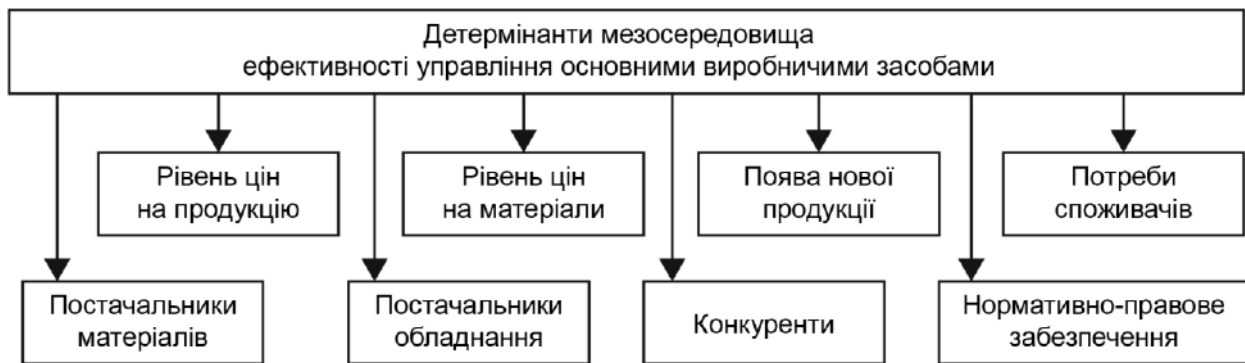 Детермінанти мезосередовища
ефективності управління основними виробничими засобами
Рівень цін
на продукцію
Рівень цін
на матеріали
Поява нової
продукції
Потреби
споживачів
Постачальники
матеріалів
Постачальники
обладнання
Конкуренти
Нормативно-правове
забезпечення